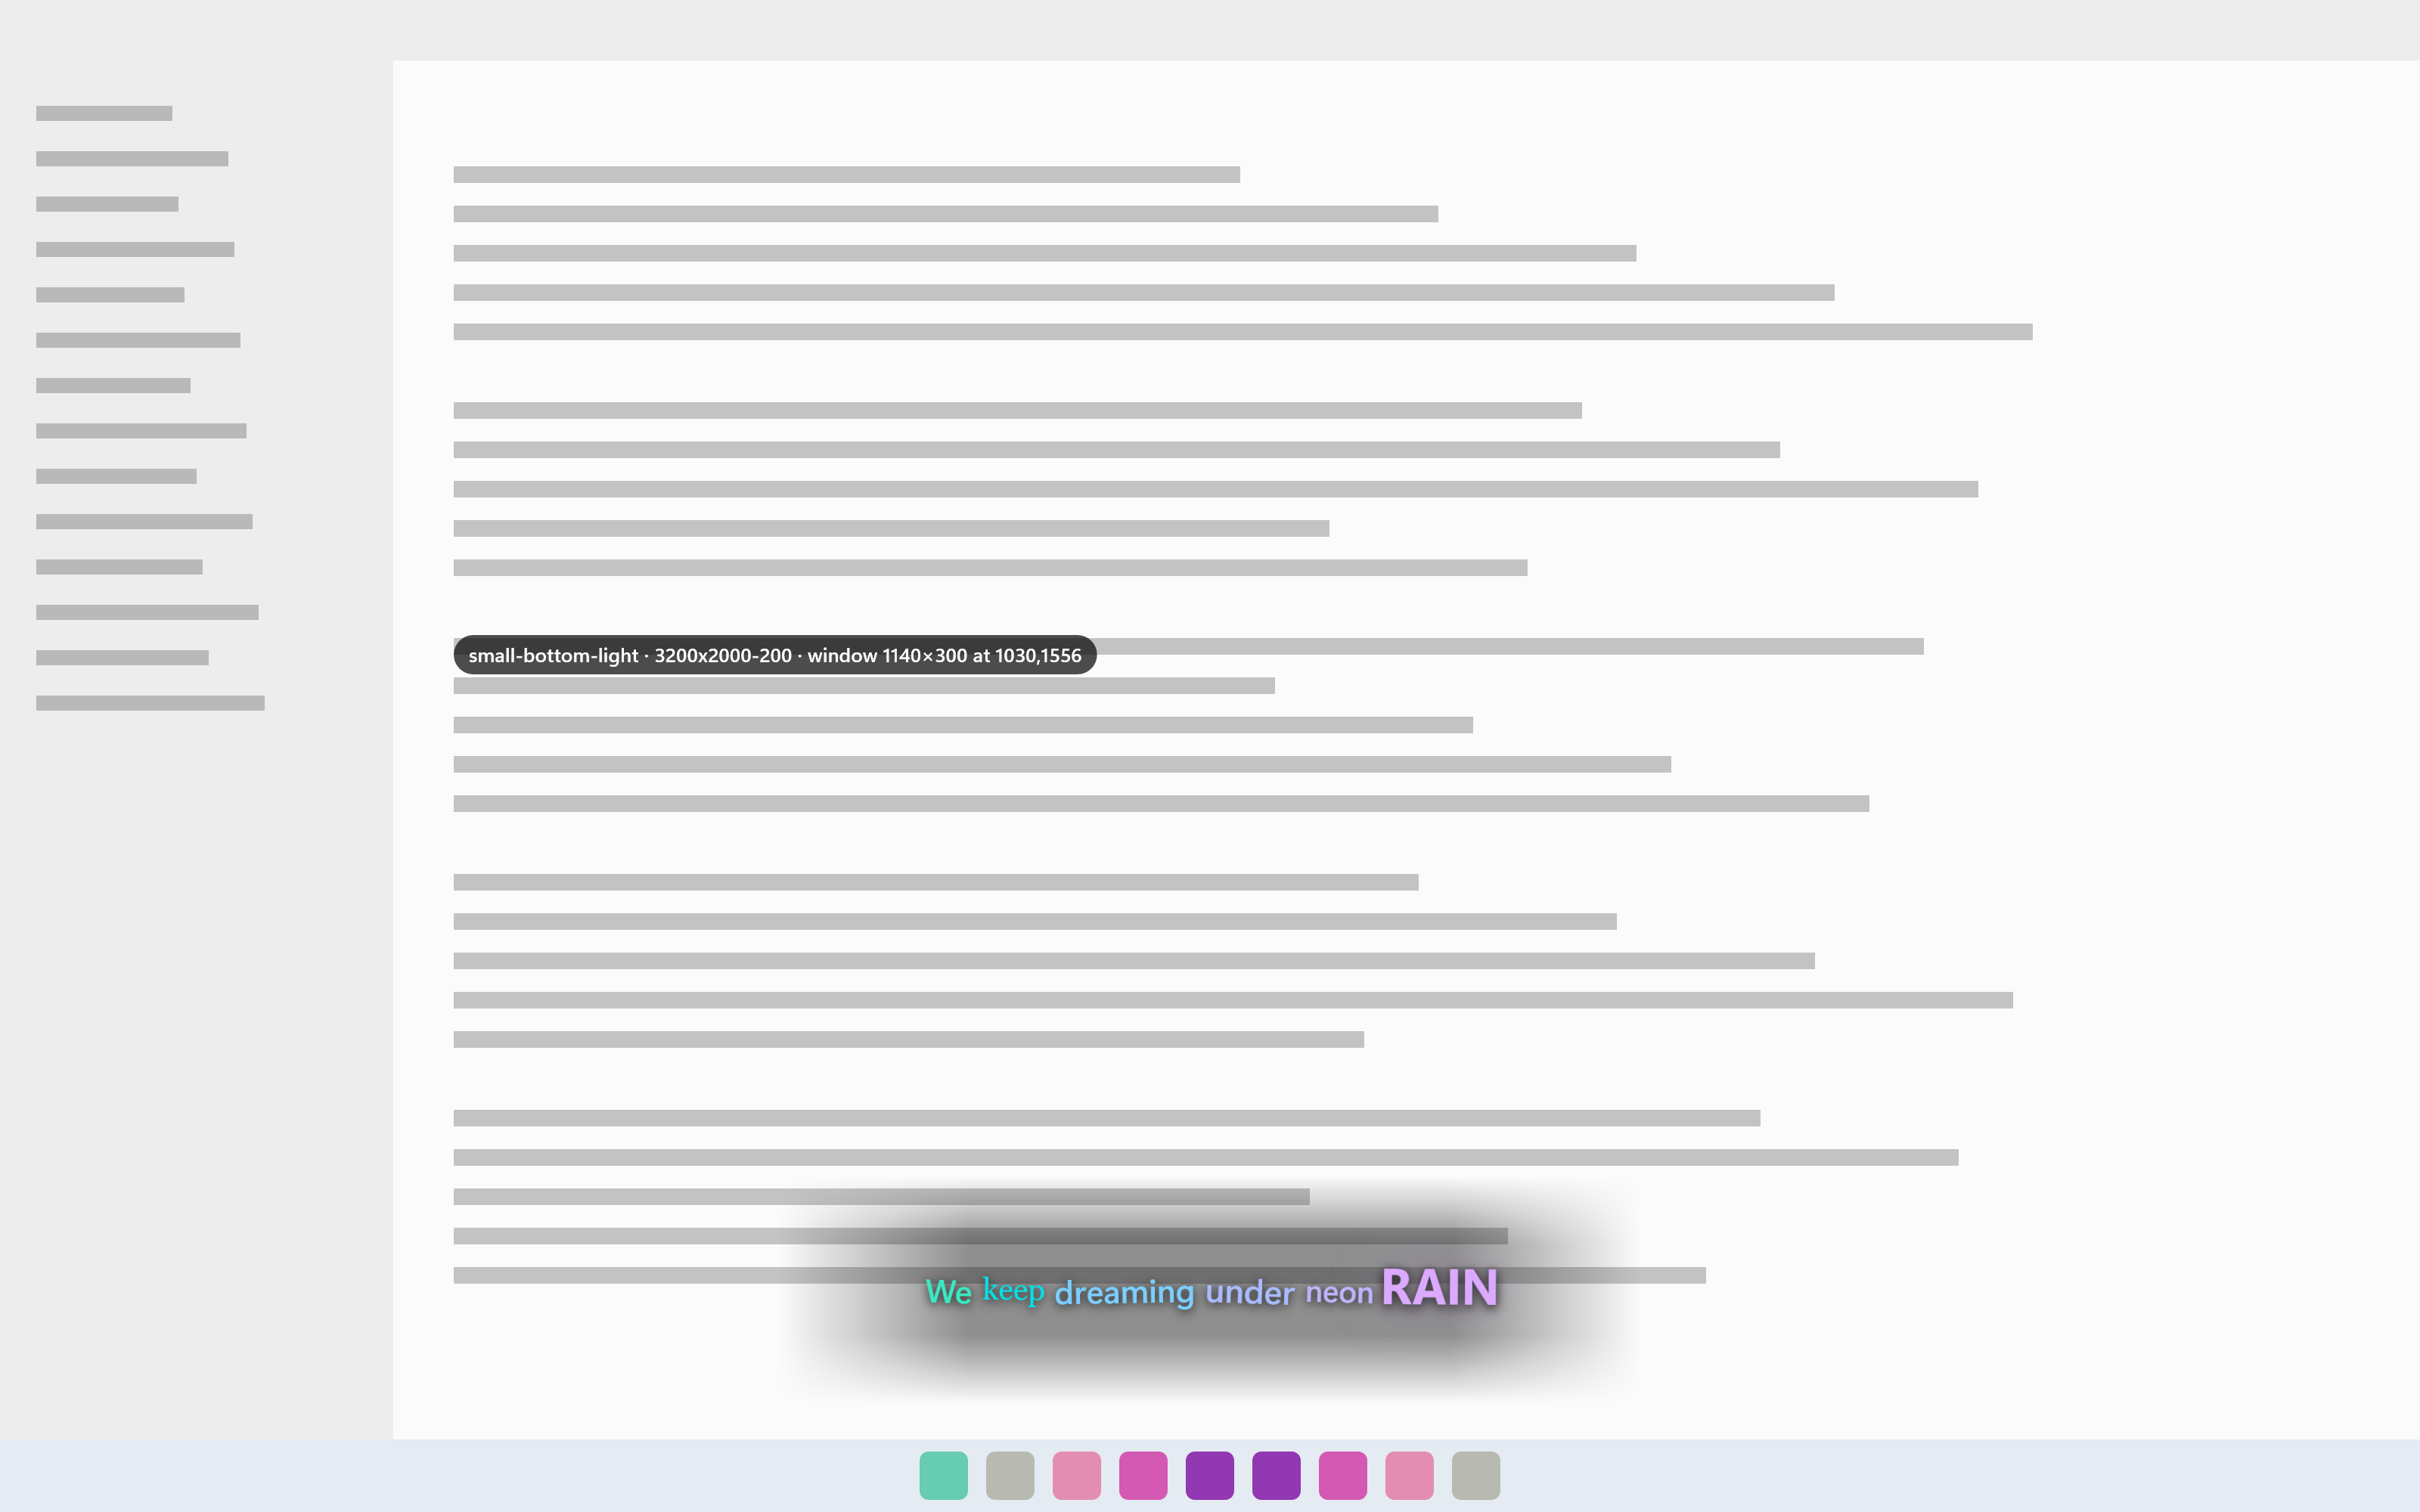 small-bottom-light · 3200x2000-200 · window 1140×300 at 1030,1556
We keep dreaming under neon RAIN